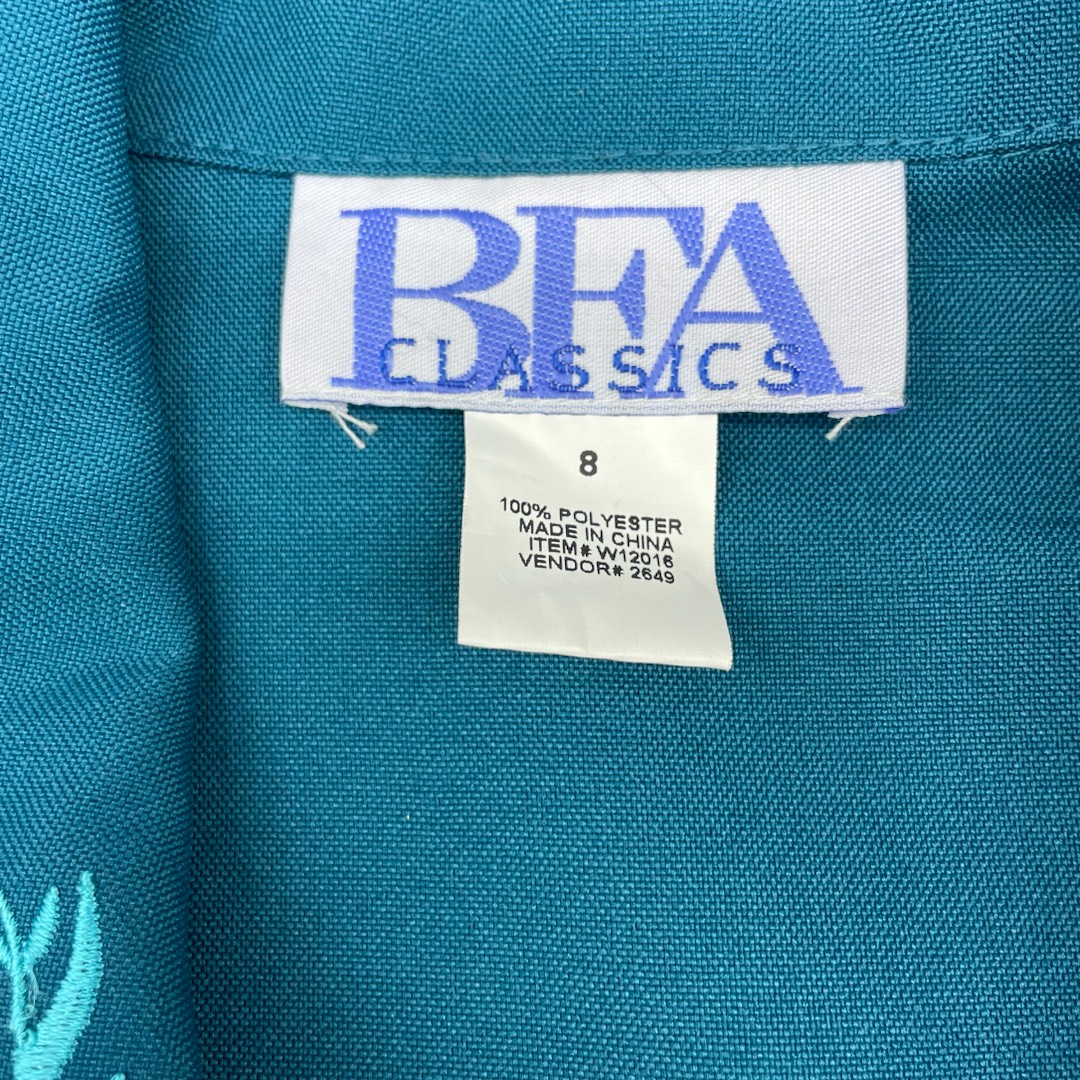 BFA
CLASSICS
8
100% POLYESTER
MADE IN CHINA
ITEM# W12016
VENDOR# 2649